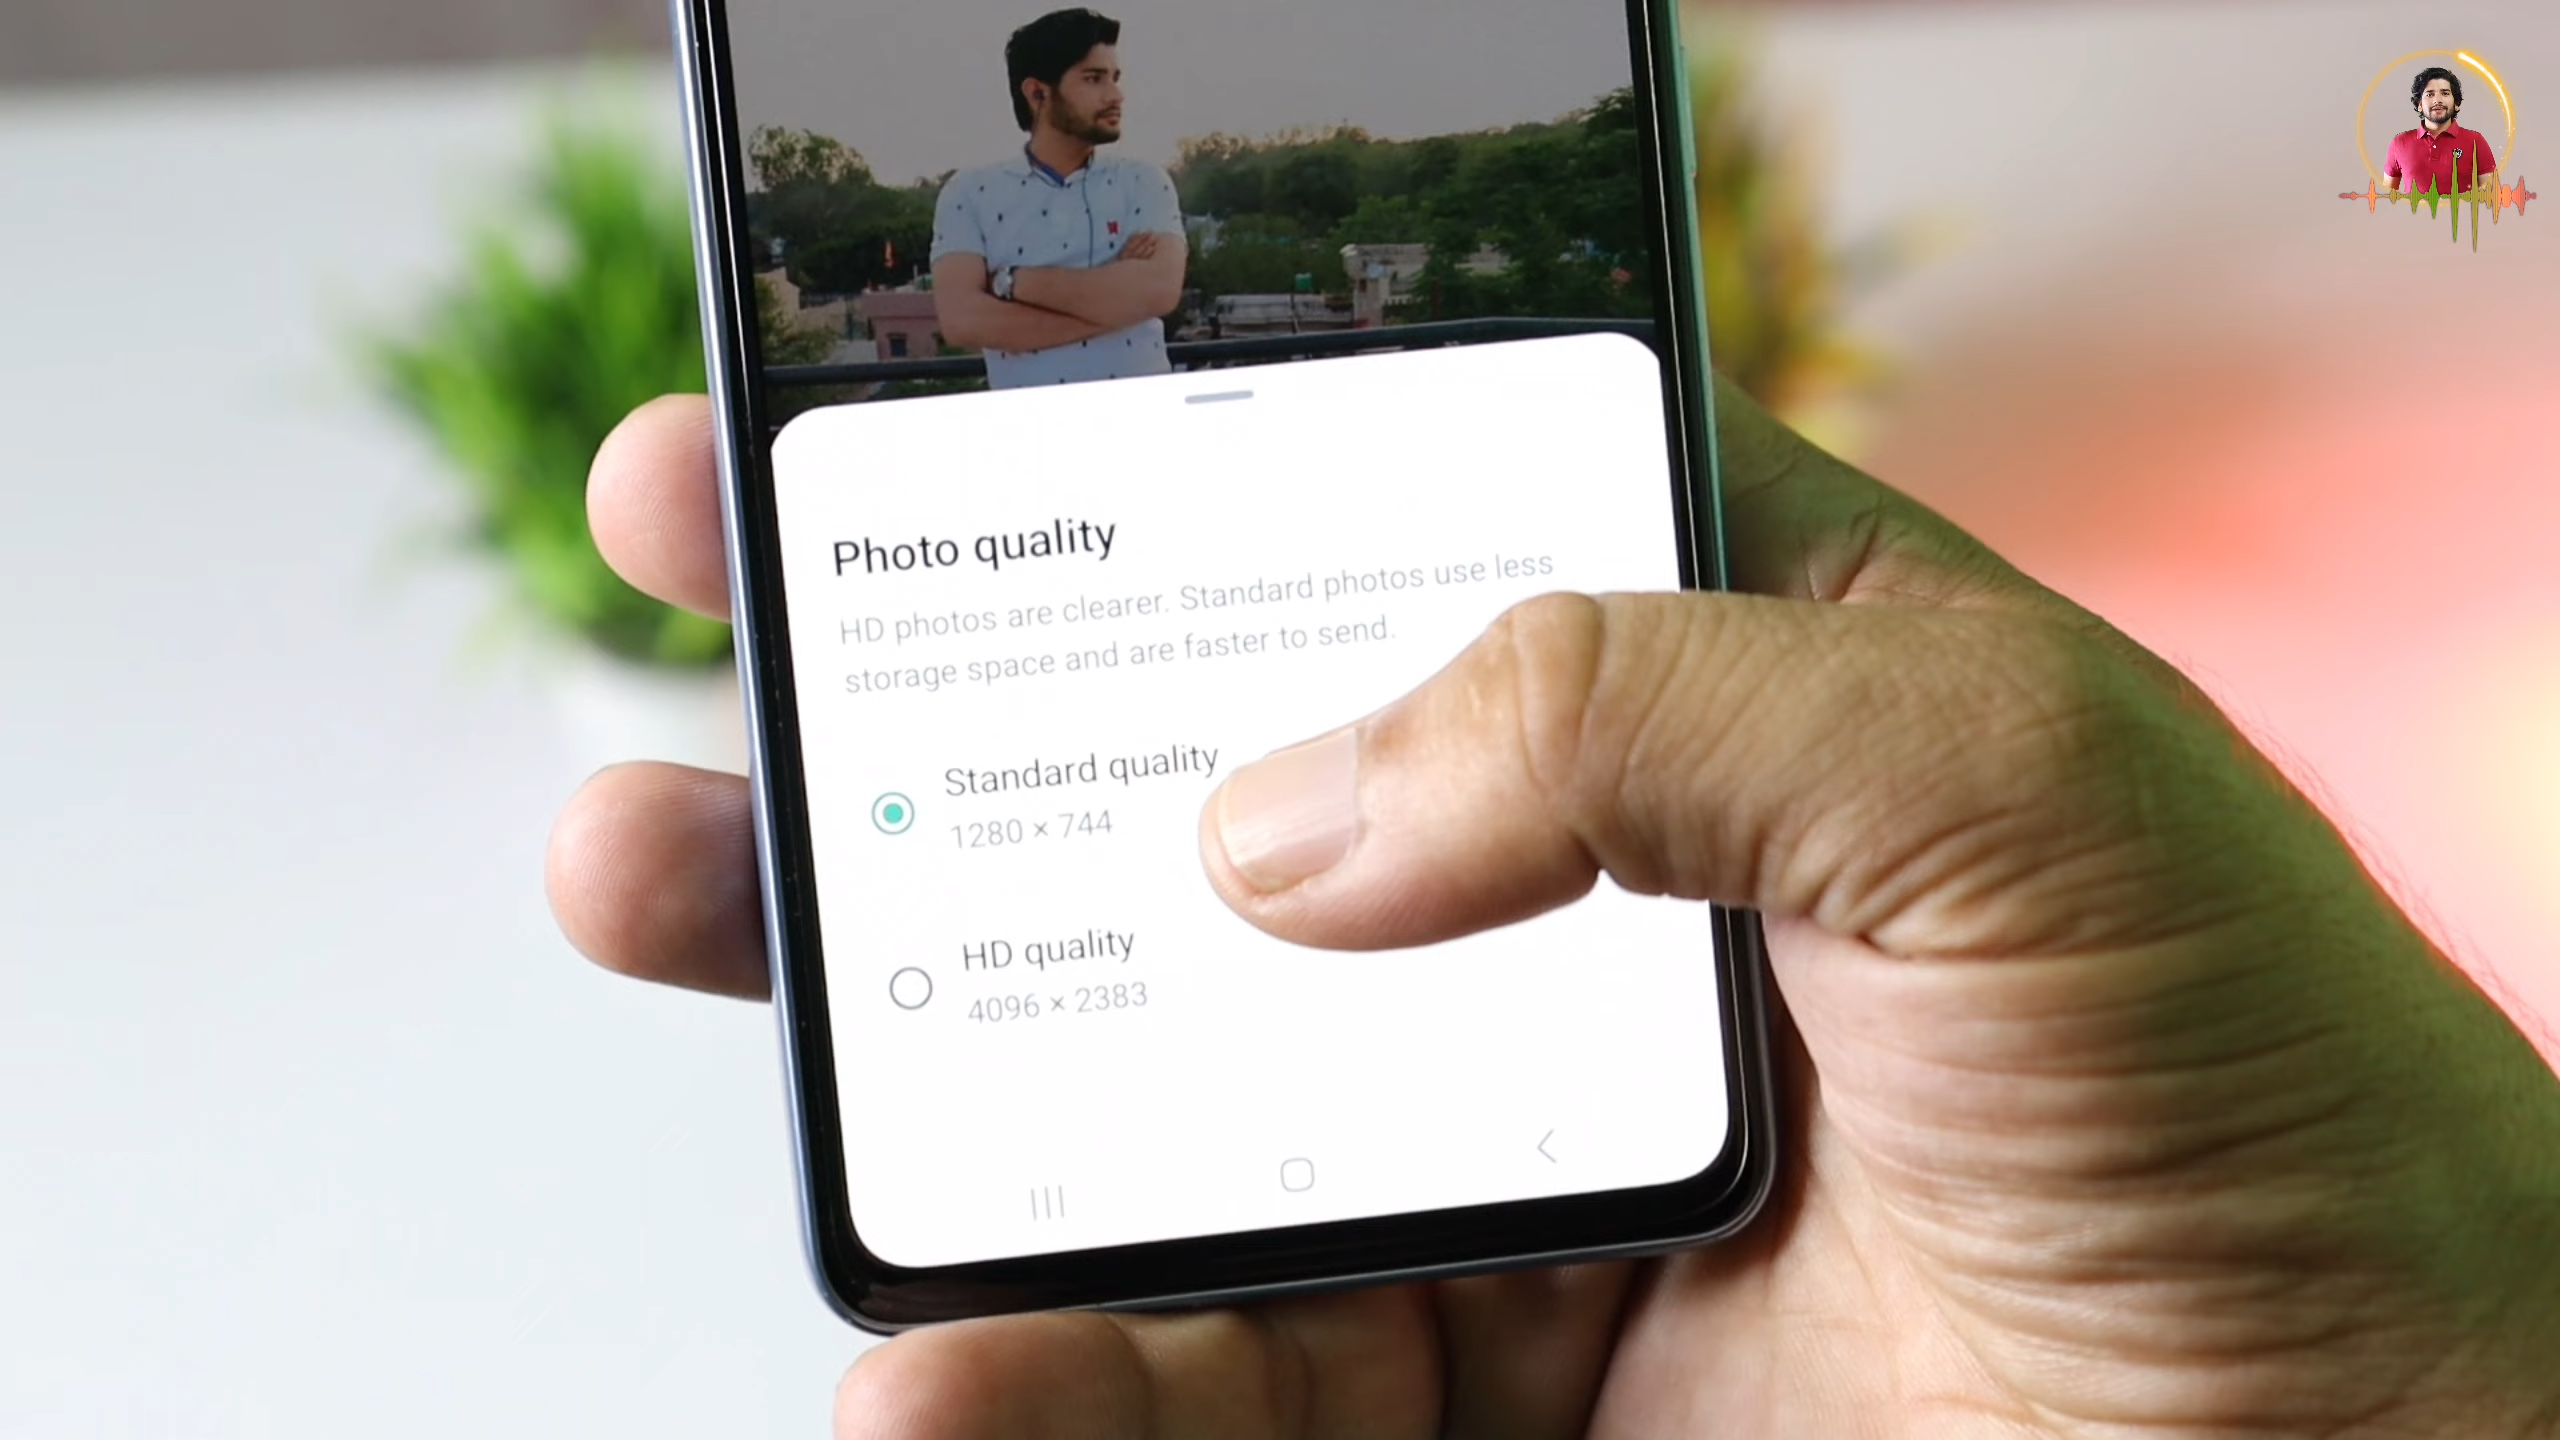 Photo quality
HD photos are clearer. Standard photos use less
storage space and are faster to send.
Standard quality
1280 × 744
HD quality
4096 × 2383